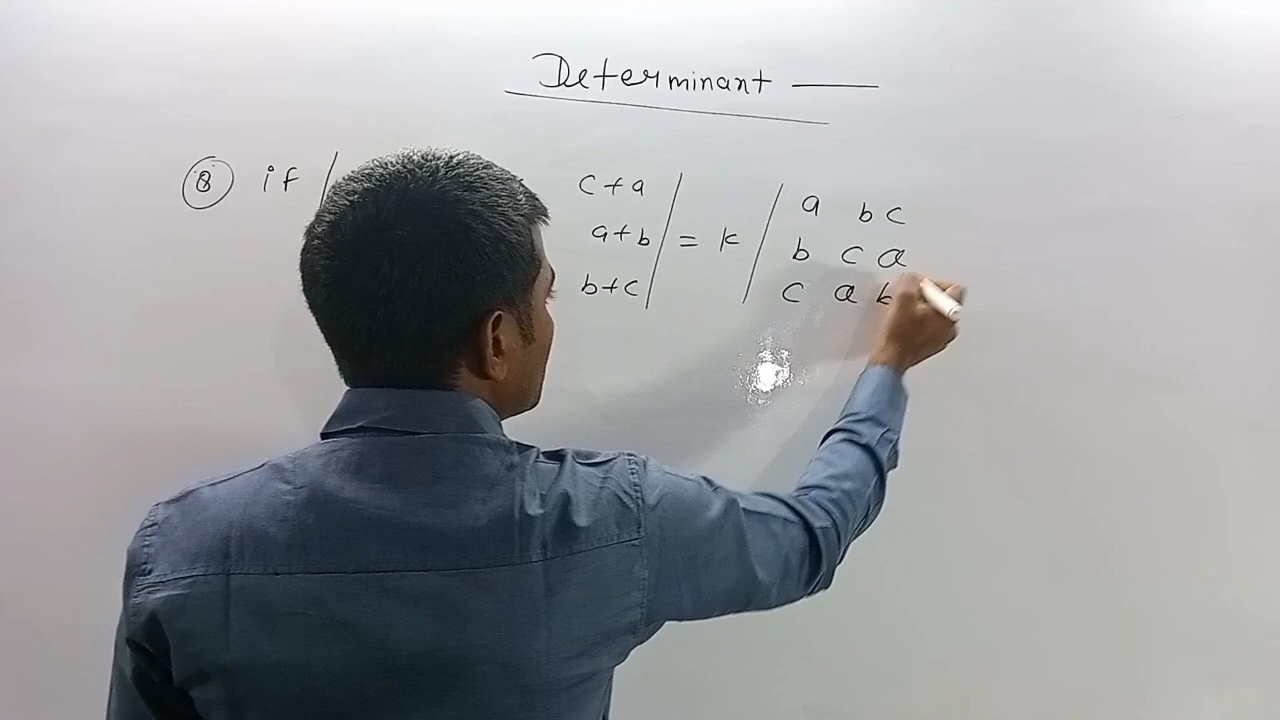 Determinant
8 if | c+a | = k | a b c
a+b b c a
b+c c a b